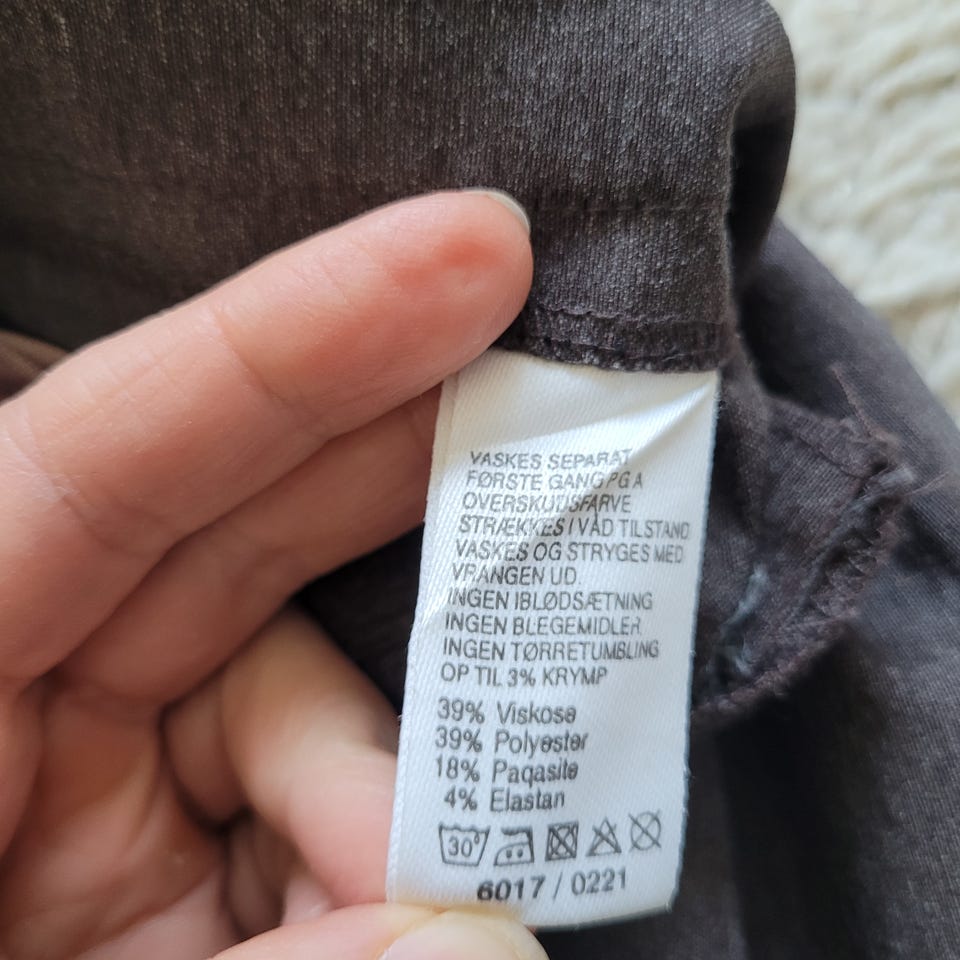 VASKES SEPARAT
FØRSTE GANG PG A
OVERSKUDSFARVE
STRÆKKES I VÅD TILSTAND
VASKES OG STRYGES MED
VRANGEN UD.
INGEN IBLØDSÆTNING
INGEN BLEGEMIDLER
INGEN TØRRETUMBLING
OP TIL 3% KRYMP
39% Viskose
39% Polyester
18% Paqasite
4% Elastan
30°
6017 / 0221